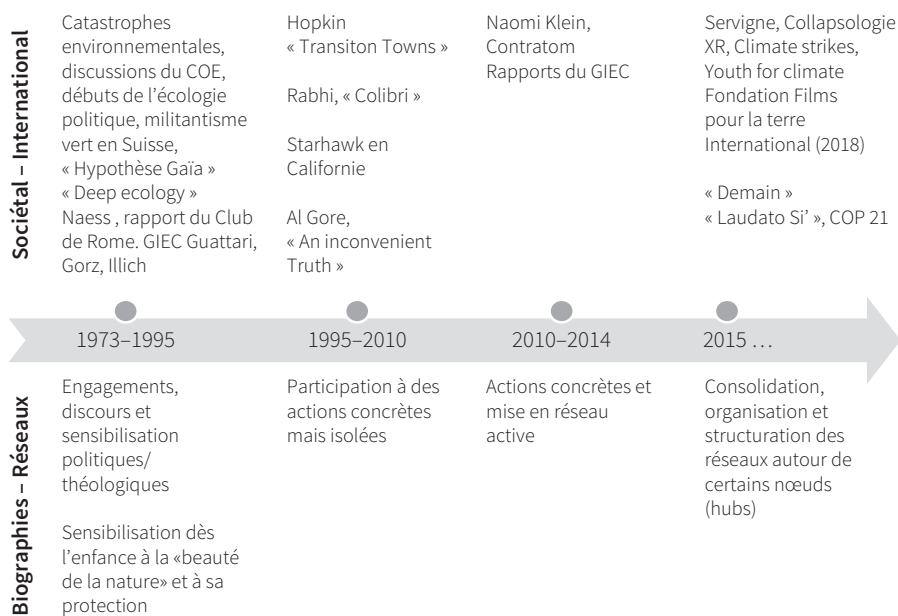 Sociétal – International
Catastrophes
environnementales,
discussions du COE,
débuts de l’écologie
politique, militantisme
vert en Suisse,
« Hypothèse Gaïa »
« Deep ecology »
Naess , rapport du Club
de Rome. GIEC Guattari,
Gorz, Illich
Hopkin
« Transiton Towns »
Rabhi, « Colibri »
Starhawk en
Californie
Al Gore,
« An inconvenient
Truth »
Naomi Klein,
Contratom
Rapports du GIEC
Servigne, Collapsologie
XR, Climate strikes,
Youth for climate
Fondation Films
pour la terre
International (2018)
« Demain »
« Laudato Si’ », COP 21
1973–1995
1995–2010
2010–2014
2015 …
Biographies – Réseaux
Engagements,
discours et
sensibilisation
politiques/
théologiques
Sensibilisation dès
l’enfance à la «beauté
de la nature» et à sa
protection
Participation à des
actions concrètes
mais isolées
Actions concrètes et
mise en réseau
active
Consolidation,
organisation et
structuration des
réseaux autour de
certains nœuds
(hubs)